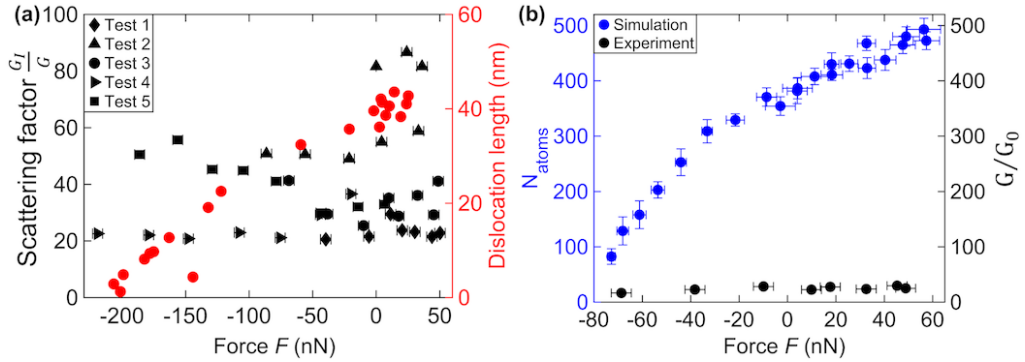 (a)
100
80
60
40
20
0
Scattering factor G_I/G
Test 1
Test 2
Test 3
Test 4
Test 5
60
40
20
0
Dislocation length (nm)
-200 -150 -100 -50 0 50
Force F (nN)
(b)
500
400
300
200
100
0
N_atoms
Simulation
Experiment
500
400
300
200
100
0
G/G_0
-80 -60 -40 -20 0 20 40 60
Force F (nN)